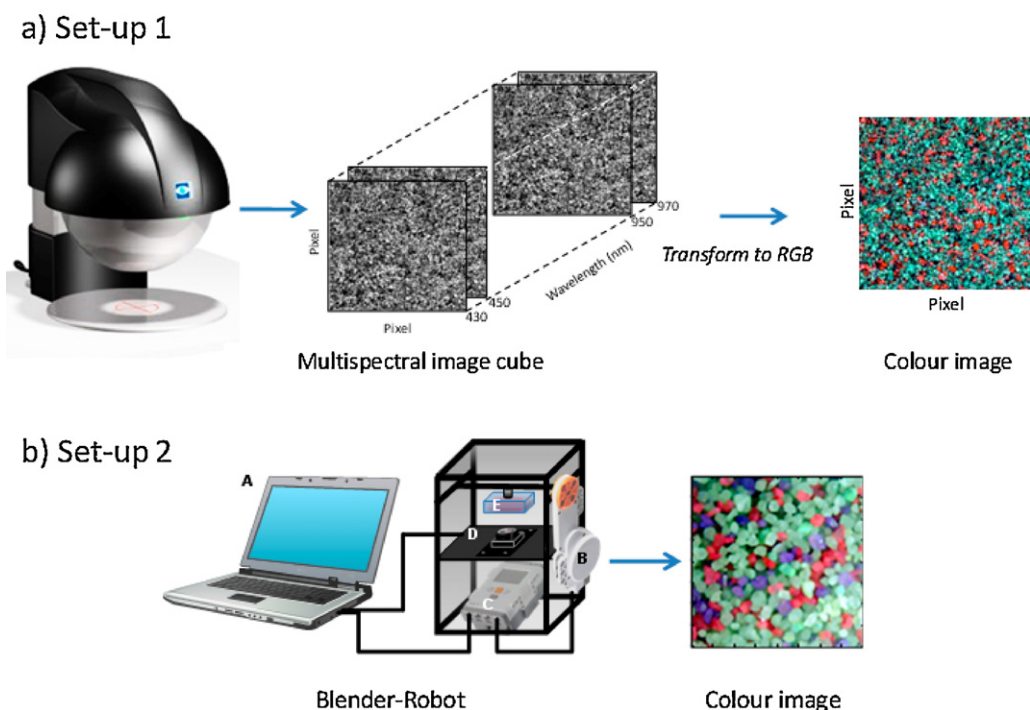 a) Set-up 1
Pixel
Pixel
430
450
950
970
Wavelength (nm)
Multispectral image cube
Transform to RGB
Pixel
Pixel
Colour image
b) Set-up 2
A
E
D
B
C
Blender-Robot
Colour image